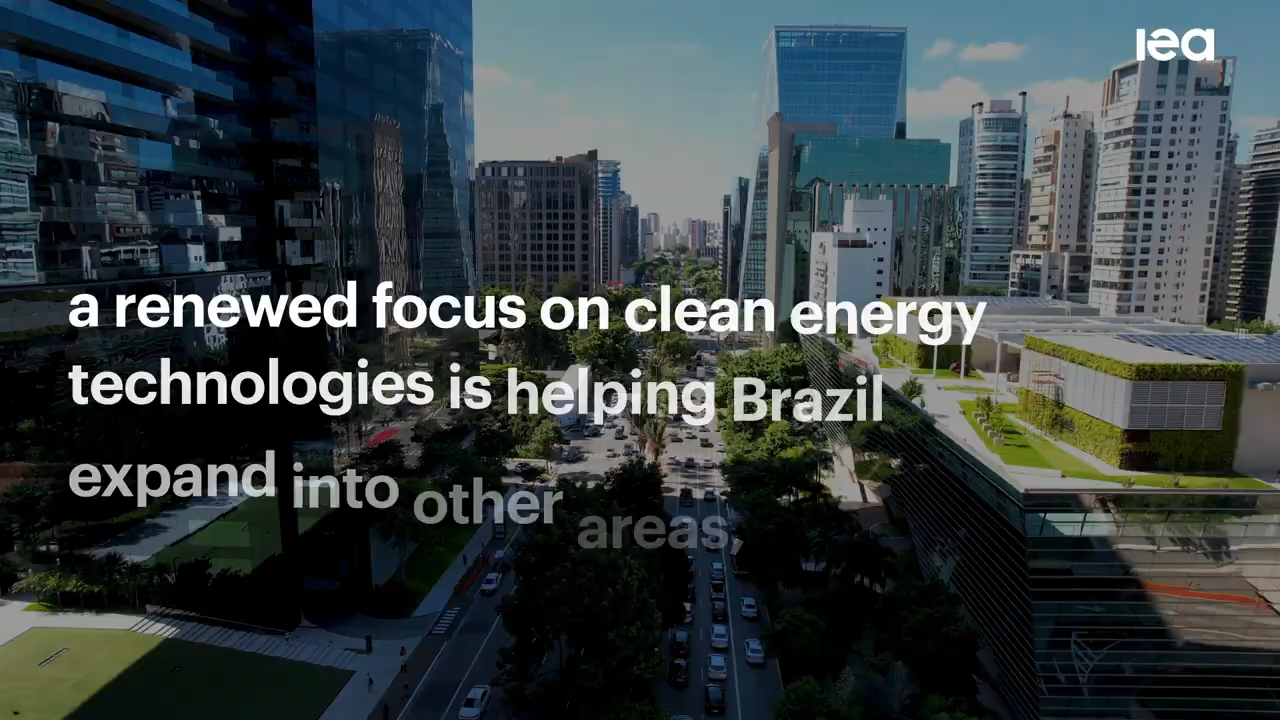 iea
a renewed focus on clean energy
technologies is helping Brazil
expand into other areas,